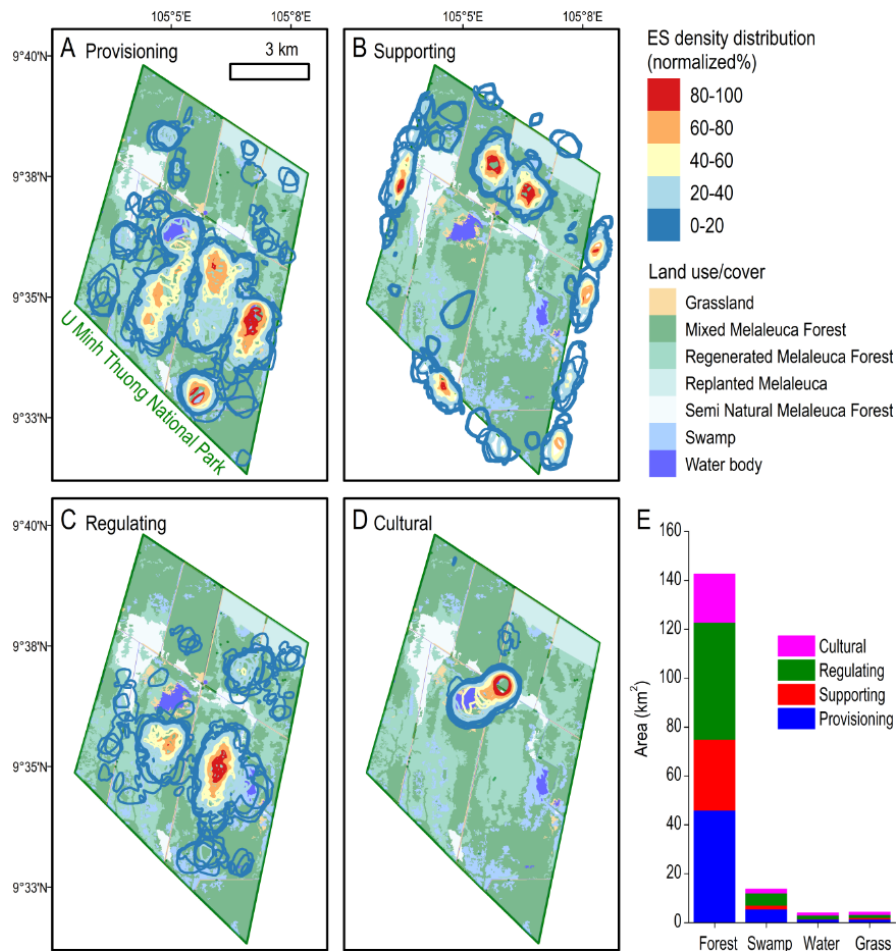 105°5'E 105°8'E 105°5'E 105°8'E
9°40'N
A Provisioning
3 km
B Supporting
ES density distribution
(normalized%)
80-100
60-80
40-60
20-40
0-20
9°38'N
9°35'N
9°33'N
U Minh Thuong National Park
Land use/cover
Grassland
Mixed Melaleuca Forest
Regenerated Melaleuca Forest
Replanted Melaleuca
Semi Natural Melaleuca Forest
Swamp
Water body
C Regulating
D Cultural
9°40'N
9°38'N
9°35'N
9°33'N
E
160
140
120
100
80
60
40
20
0
Area (km²)
Cultural
Regulating
Supporting
Provisioning
Forest Swamp Water Grass